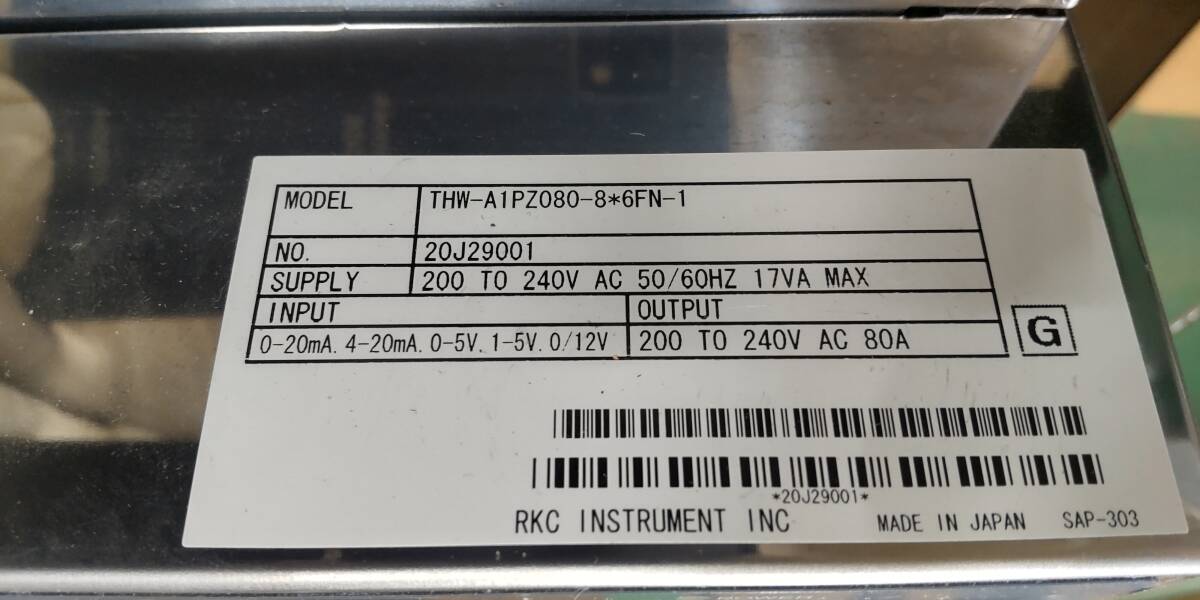 MODEL THW-A1PZ080-8*6FN-1
NO. 20J29001
SUPPLY 200 TO 240V AC 50/60HZ 17VA MAX
INPUT OUTPUT
0-20mA. 4-20mA. 0-5V. 1-5V. 0/12V 200 TO 240V AC 80A
G
*20J29001*
RKC INSTRUMENT INC MADE IN JAPAN SAP-303